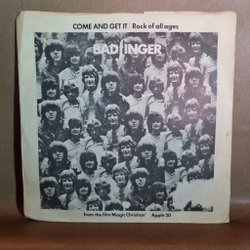 COME AND GET IT : Rock of all ages
BADFINGER
from the film Magic Christian Apple 20